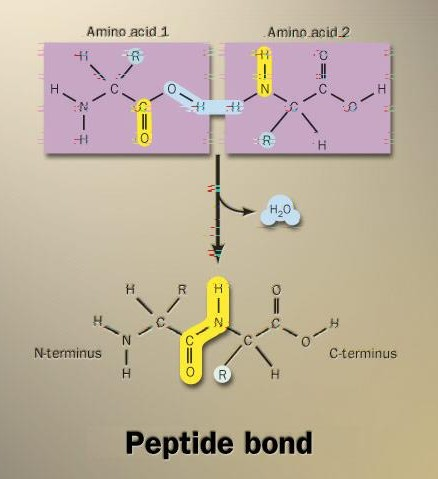 Amino acid 1 Amino acid 2
H R H O
H C O N C H
N C H H C O
H O R H
H₂O
H R H O
H C N C H
N C C O
N-terminus C-terminus
H O R H
Peptide bond